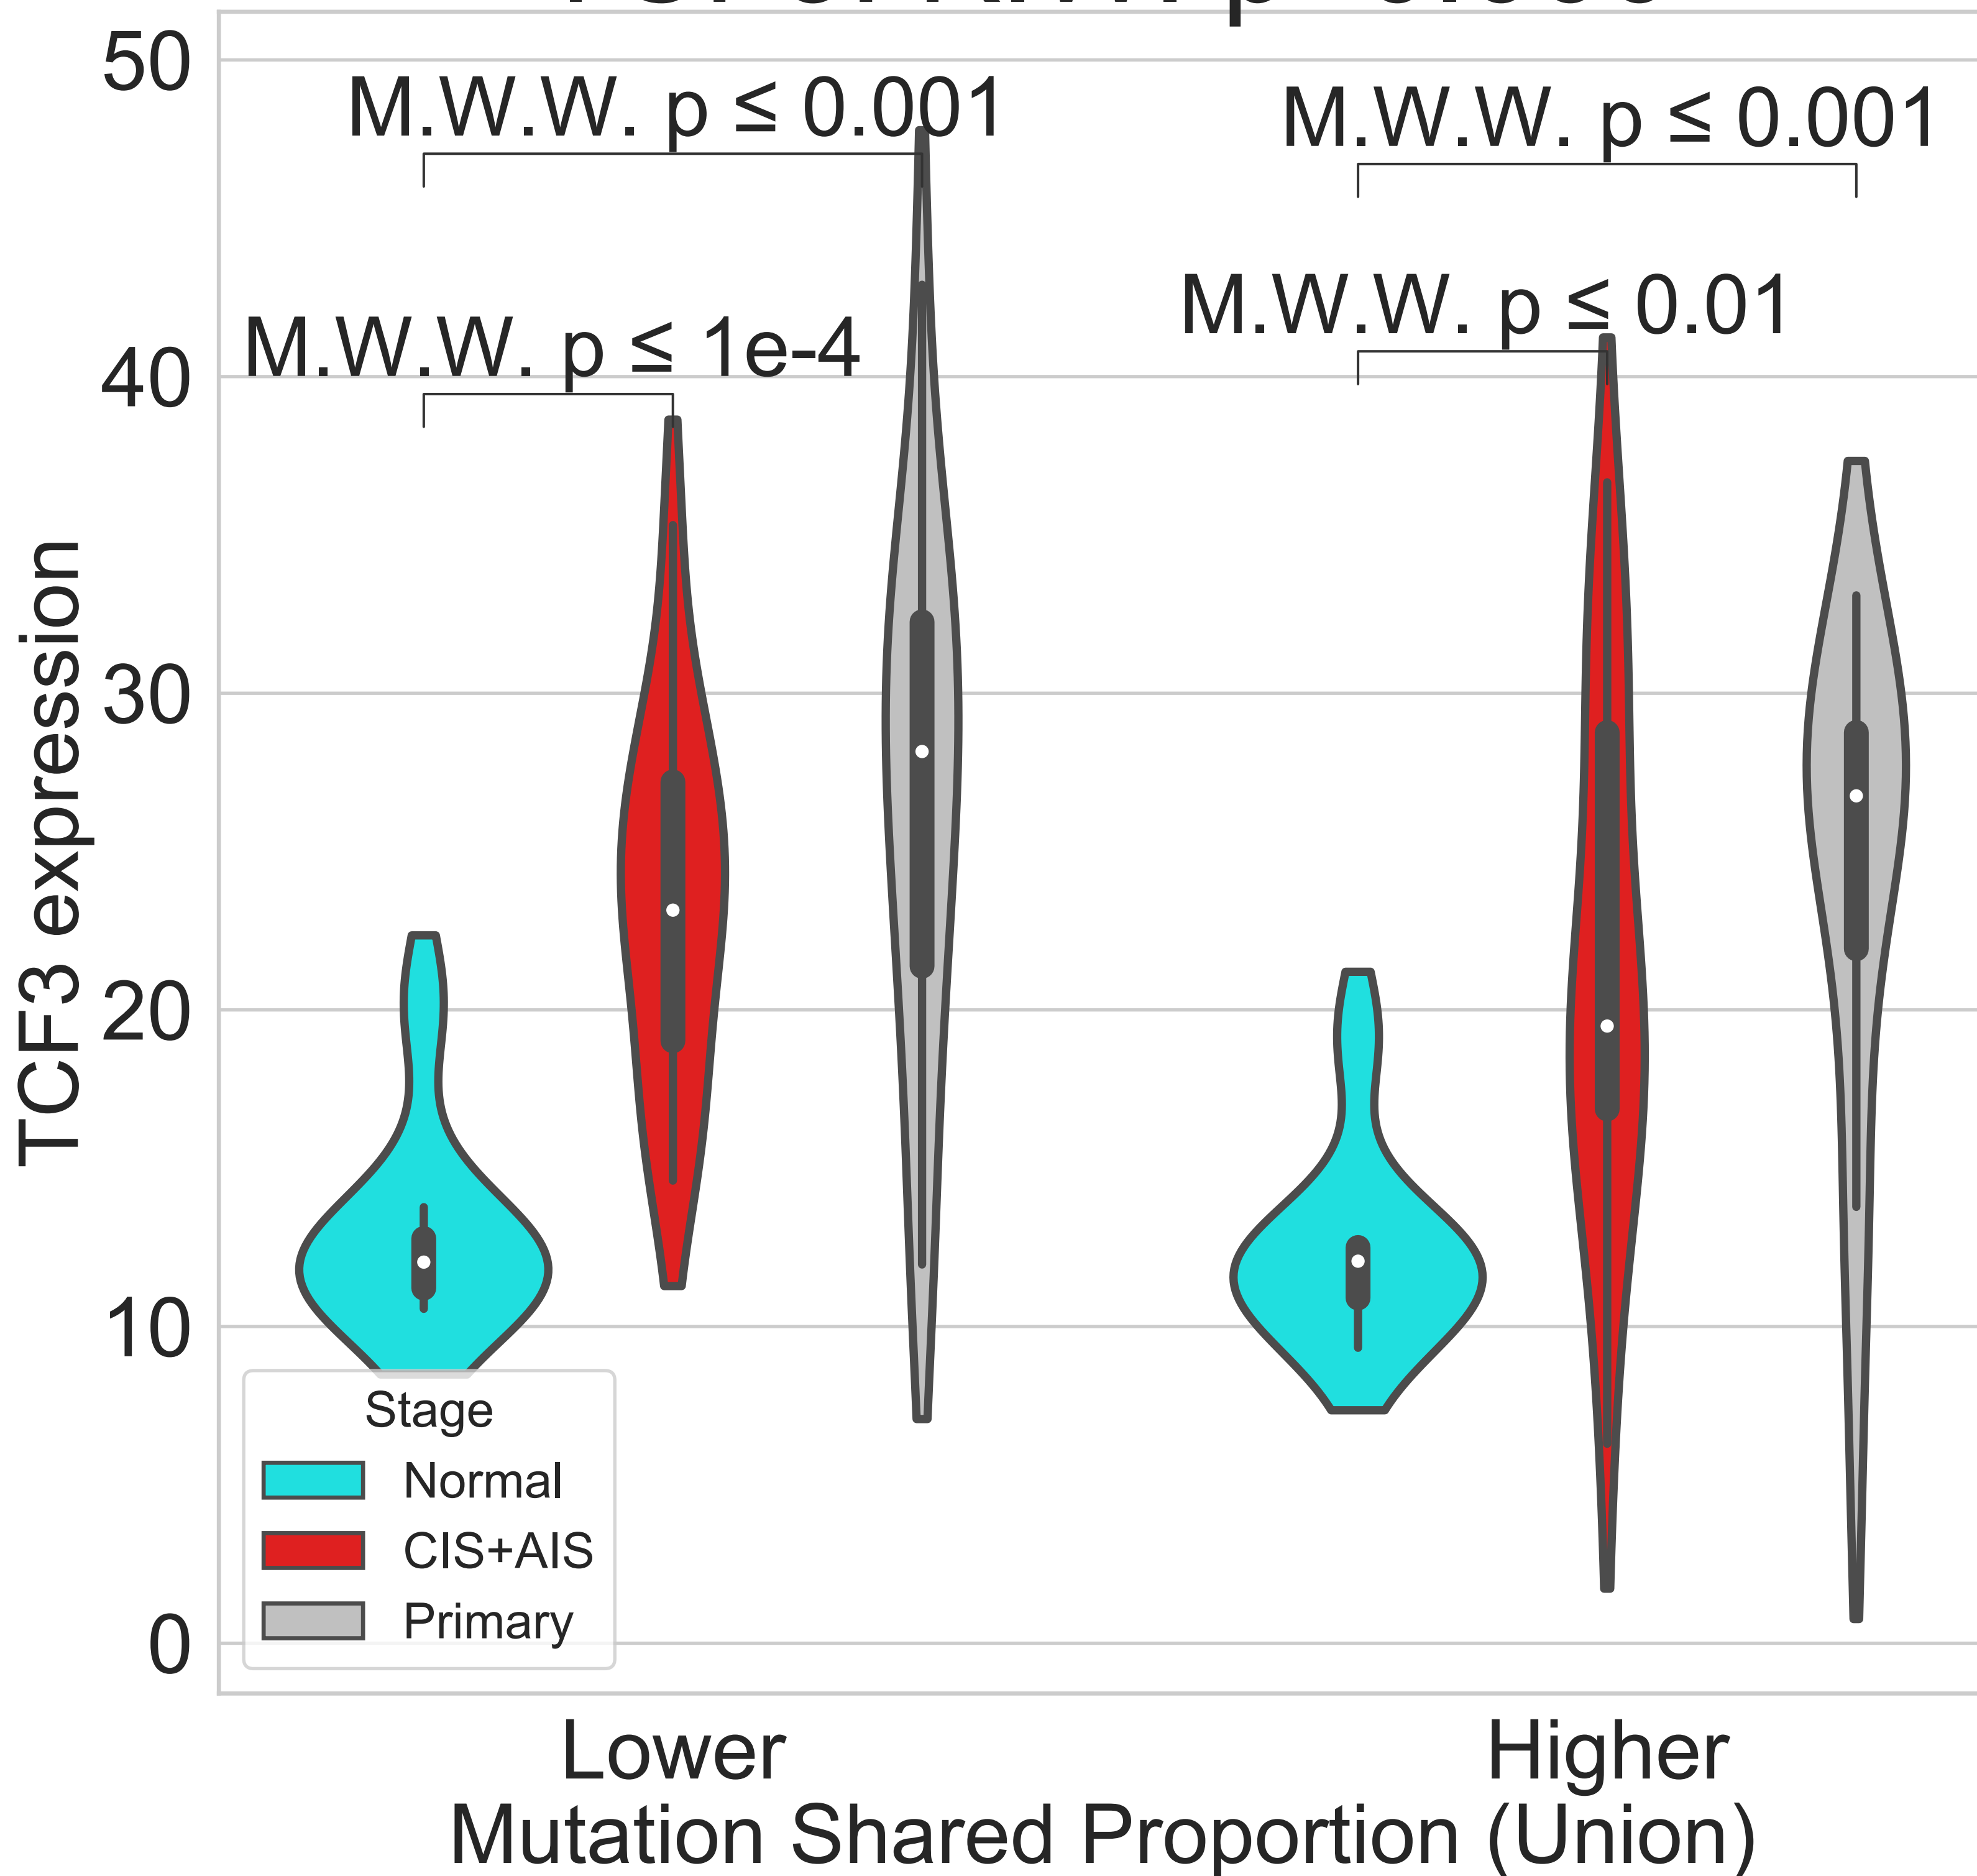 M.W.W. p ≤ 0.001
M.W.W. p ≤ 0.001
M.W.W. p ≤ 0.01
M.W.W. p ≤ 1e-4
50
40
30
20
10
0
TCF3 expression
Stage
Normal
CIS+AIS
Primary
Lower
Higher
Mutation Shared Proportion (Union)